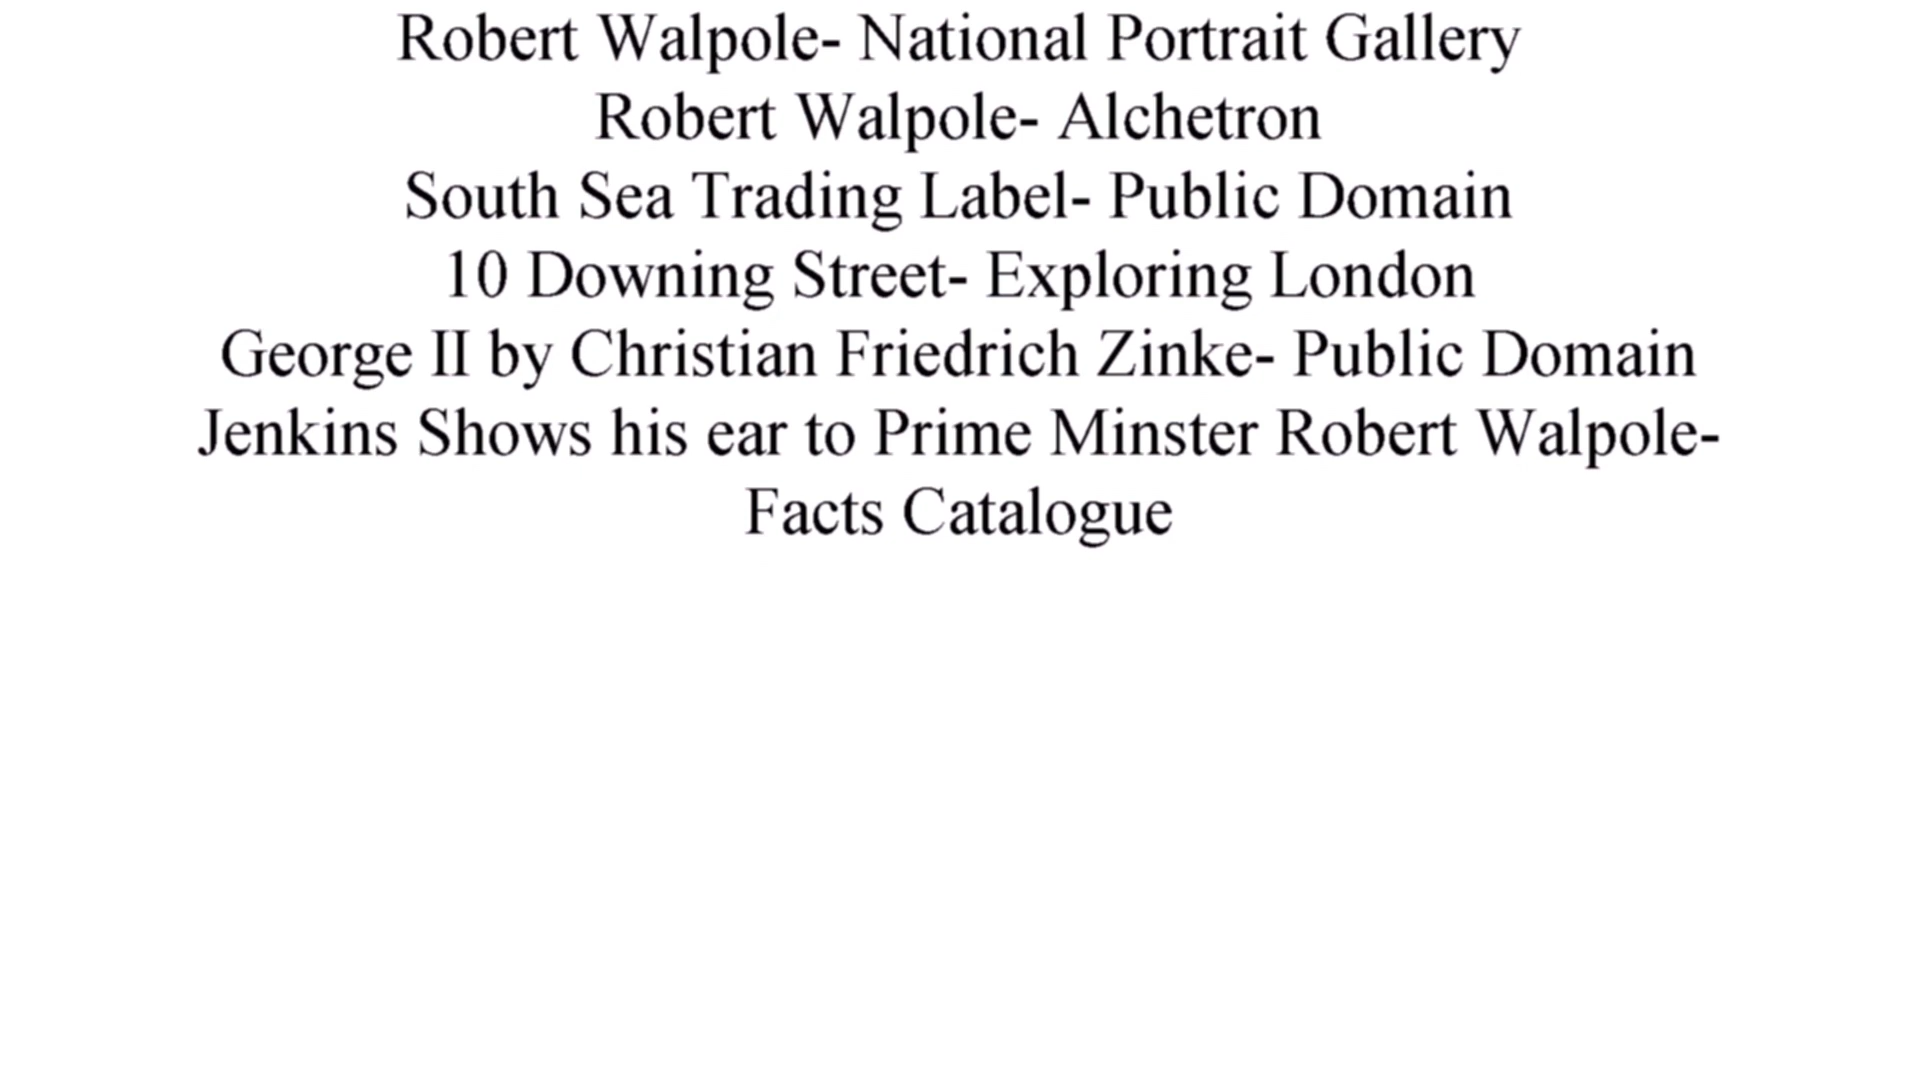 Robert Walpole- National Portrait Gallery
Robert Walpole- Alchetron
South Sea Trading Label- Public Domain
10 Downing Street- Exploring London
George II by Christian Friedrich Zinke- Public Domain
Jenkins Shows his ear to Prime Minster Robert Walpole-
Facts Catalogue